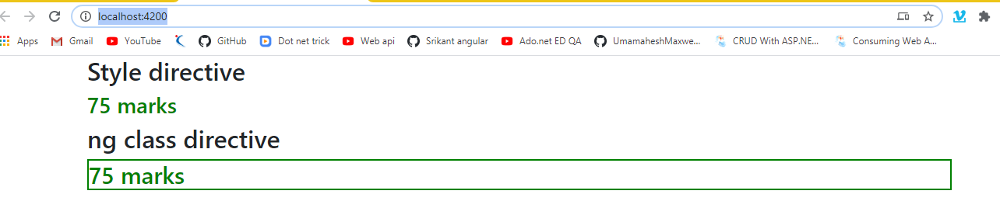 localhost:4200
Apps Gmail YouTube GitHub Dot net trick Web api Srikant angular Ado.net ED QA UmamaheshMaxwe... CRUD With ASP.NE... Consuming Web A...
Style directive
75 marks
ng class directive
75 marks